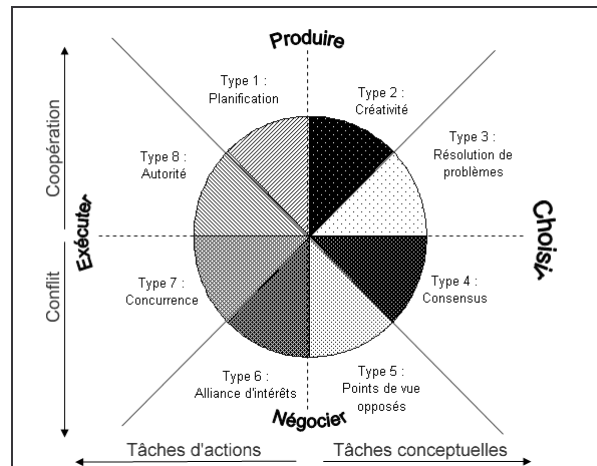 Produire
Type 1 :
Planification
Type 2 :
Créativité
Type 3 :
Résolution de
problèmes
Type 8 :
Autorité
Coopération
Exécuter
Choisir
Conflit
Type 7 :
Concurrence
Type 4 :
Consensus
Type 6 :
Alliance d'intérêts
Type 5 :
Points de vue
opposés
Négocier
Tâches d'actions
Tâches conceptuelles